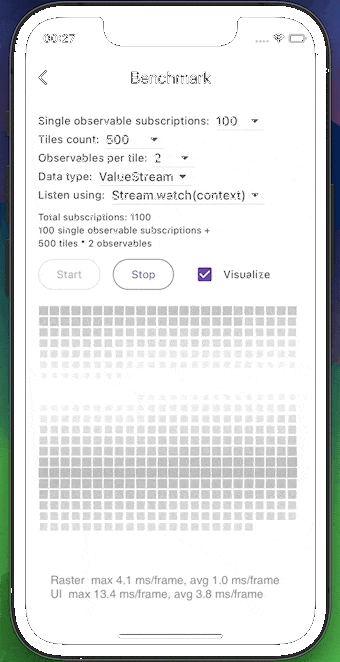 00:27
Benchmark
Single observable subscriptions: 100
Tiles count: 500
Observables per tile: 2
Data type: ValueStream
Listen using: Stream.watch(context)
Total subscriptions: 1100
100 single observable subscriptions +
500 tiles * 2 observables
Start Stop Visualize
Raster max 4.1 ms/frame, avg 1.0 ms/frame
UI max 13.4 ms/frame, avg 3.8 ms/frame